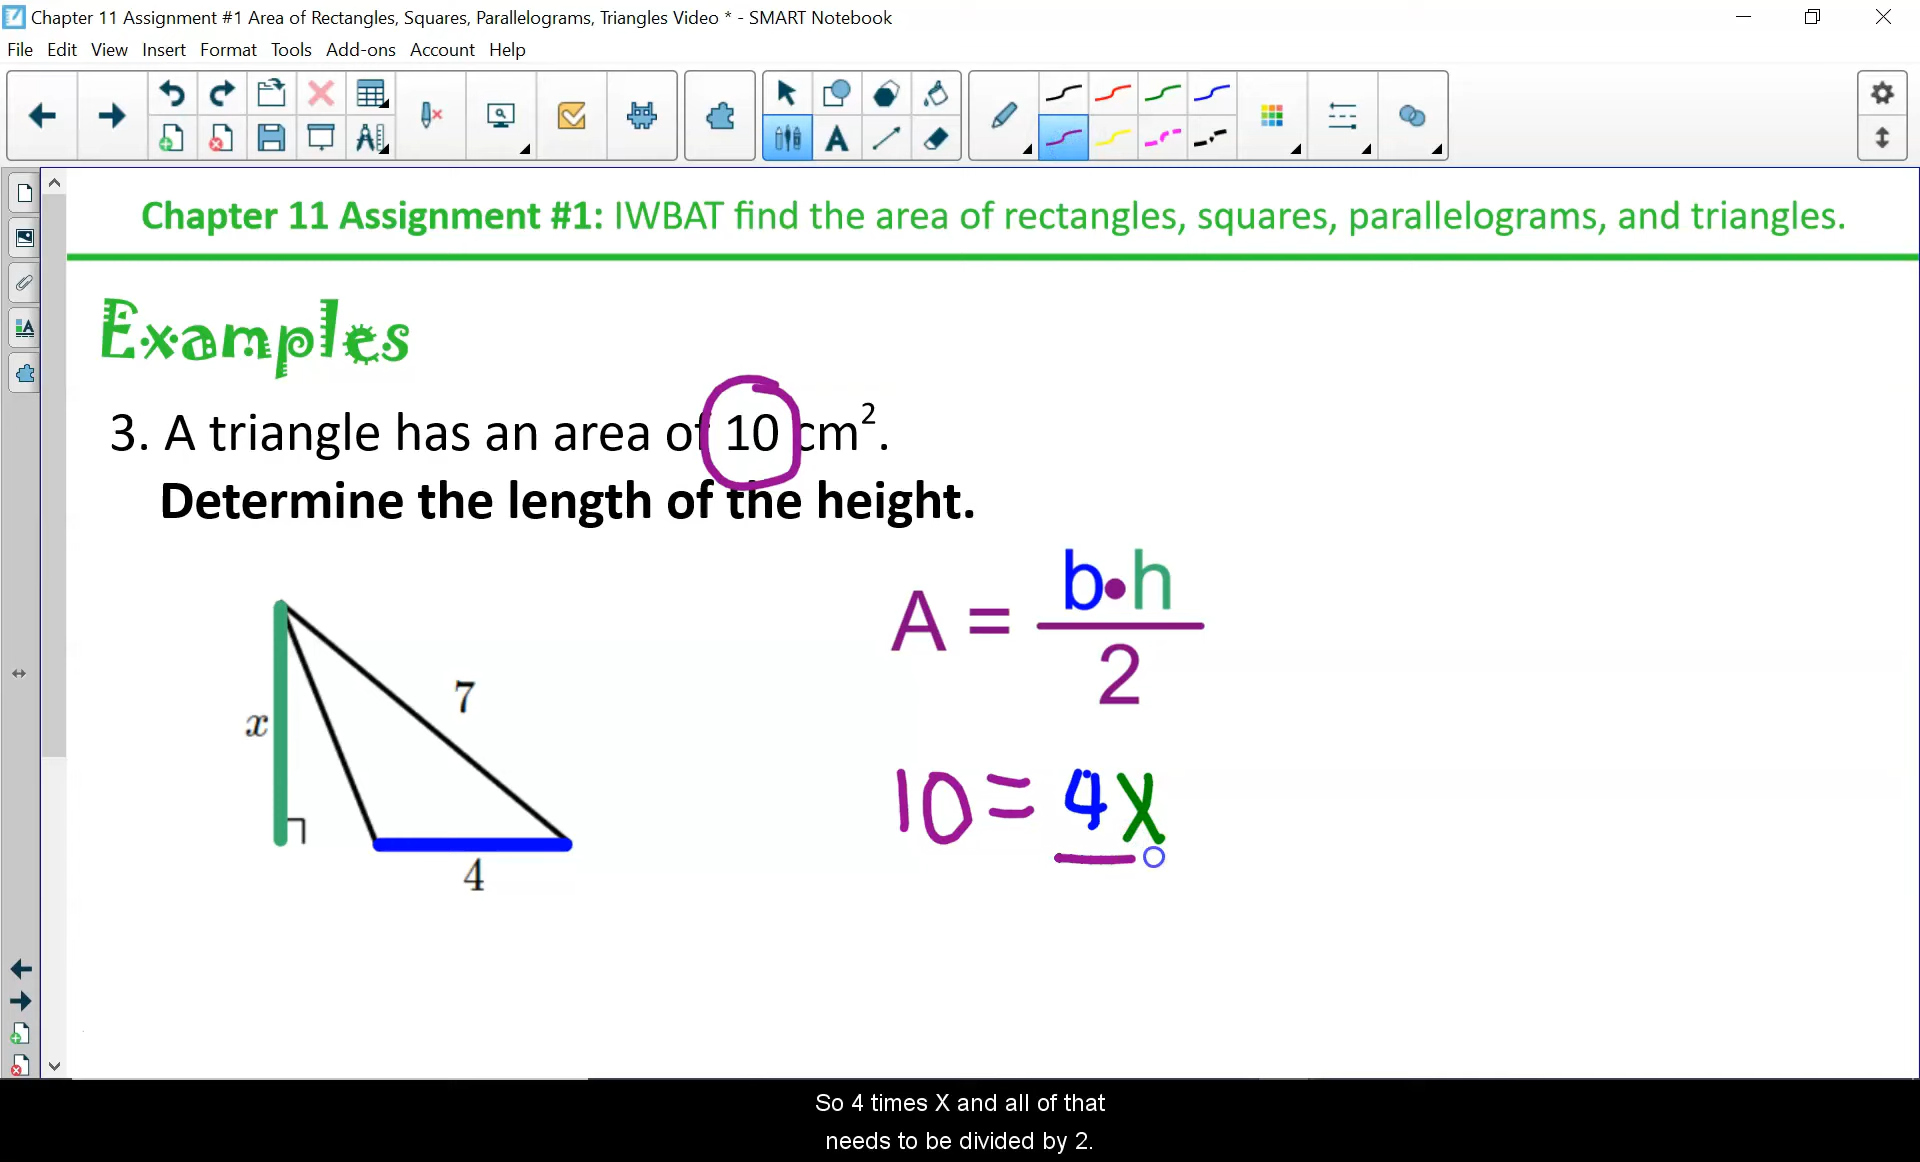 Chapter 11 Assignment #1 Area of Rectangles, Squares, Parallelograms, Triangles Video * - SMART Notebook
File Edit View Insert Format Tools Add-ons Account Help
Chapter 11 Assignment #1: IWBAT find the area of rectangles, squares, parallelograms, and triangles.
Examples
3. A triangle has an area of 10 cm².
Determine the length of the height.
A = b•h
2
x
7
4
10 = 4x
So 4 times X and all of that
needs to be divided by 2.